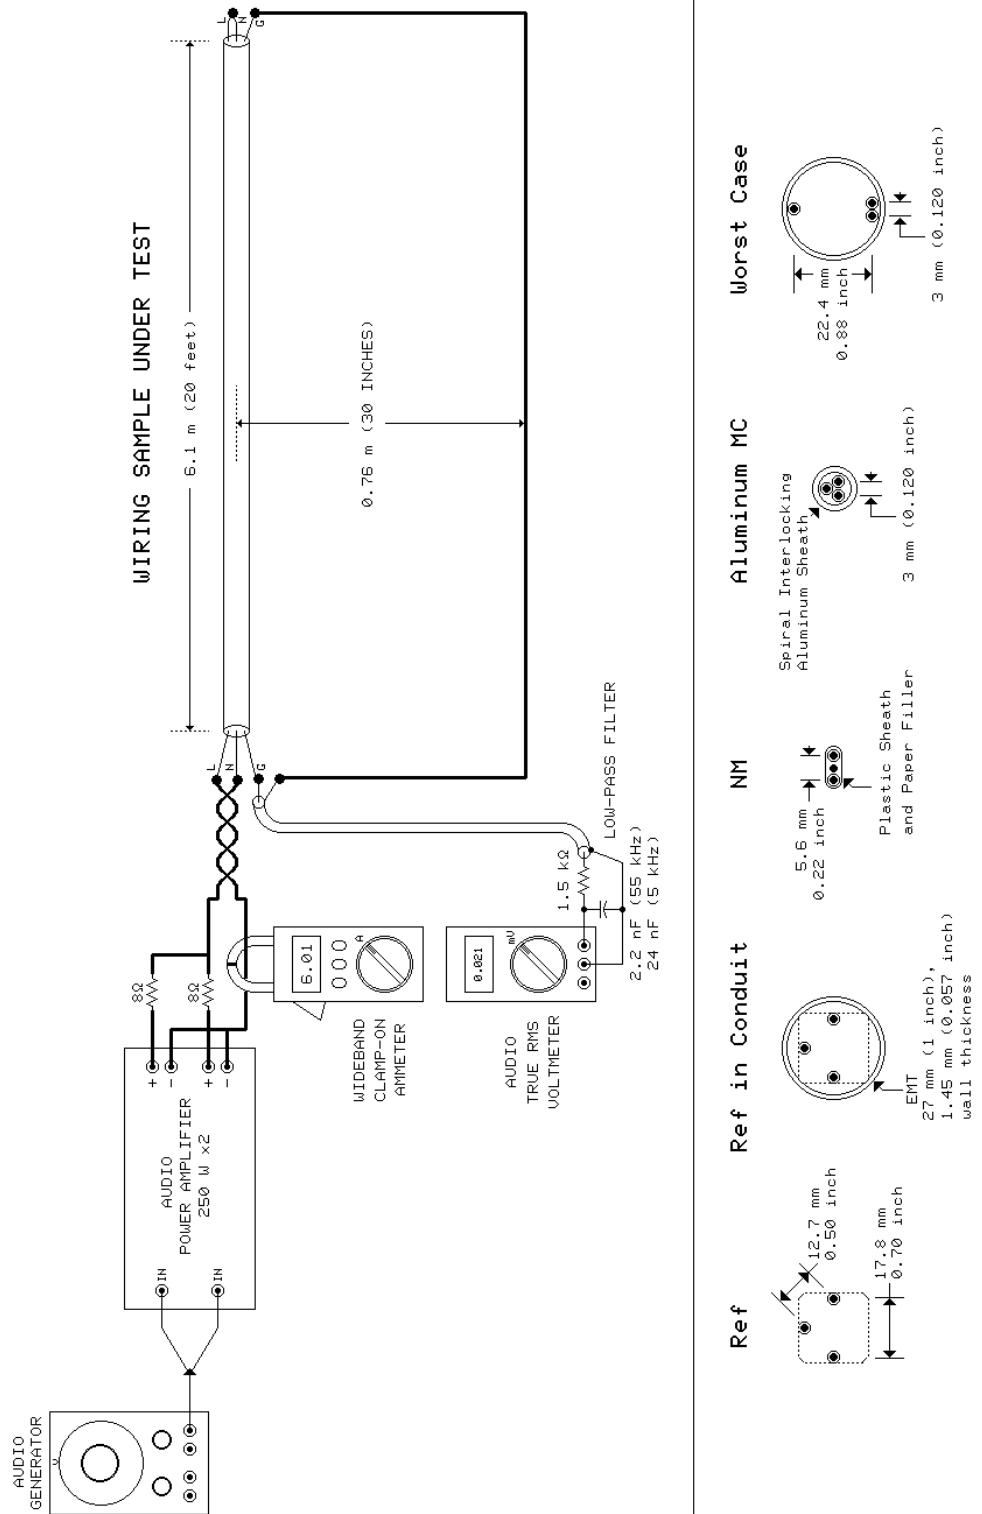 AUDIO
GENERATOR
IN
IN
AUDIO
POWER AMPLIFIER
250 W x2
+
-
+
-
8Ω
8Ω
WIDEBAND
CLAMP-ON
AMMETER
6.01
A
AUDIO
TRUE RMS
VOLTMETER
0.021
mV
1.5 kΩ
2.2 nF (55 kHz)
24 nF (5 kHz)
LOW-PASS FILTER
L
N
G
WIRING SAMPLE UNDER TEST
6.1 m (20 feet)
0.76 m (30 INCHES)
L
N
G
Ref
12.7 mm
0.50 inch
17.8 mm
0.70 inch
Ref in Conduit
EMT
27 mm (1 inch),
1.45 mm (0.057 inch)
wall thickness
NM
5.6 mm
0.22 inch
Plastic Sheath
and Paper Filler
Aluminum MC
Spiral Interlocking
Aluminum Sheath
3 mm (0.120 inch)
Worst Case
22.4 mm
0.88 inch
3 mm (0.120 inch)